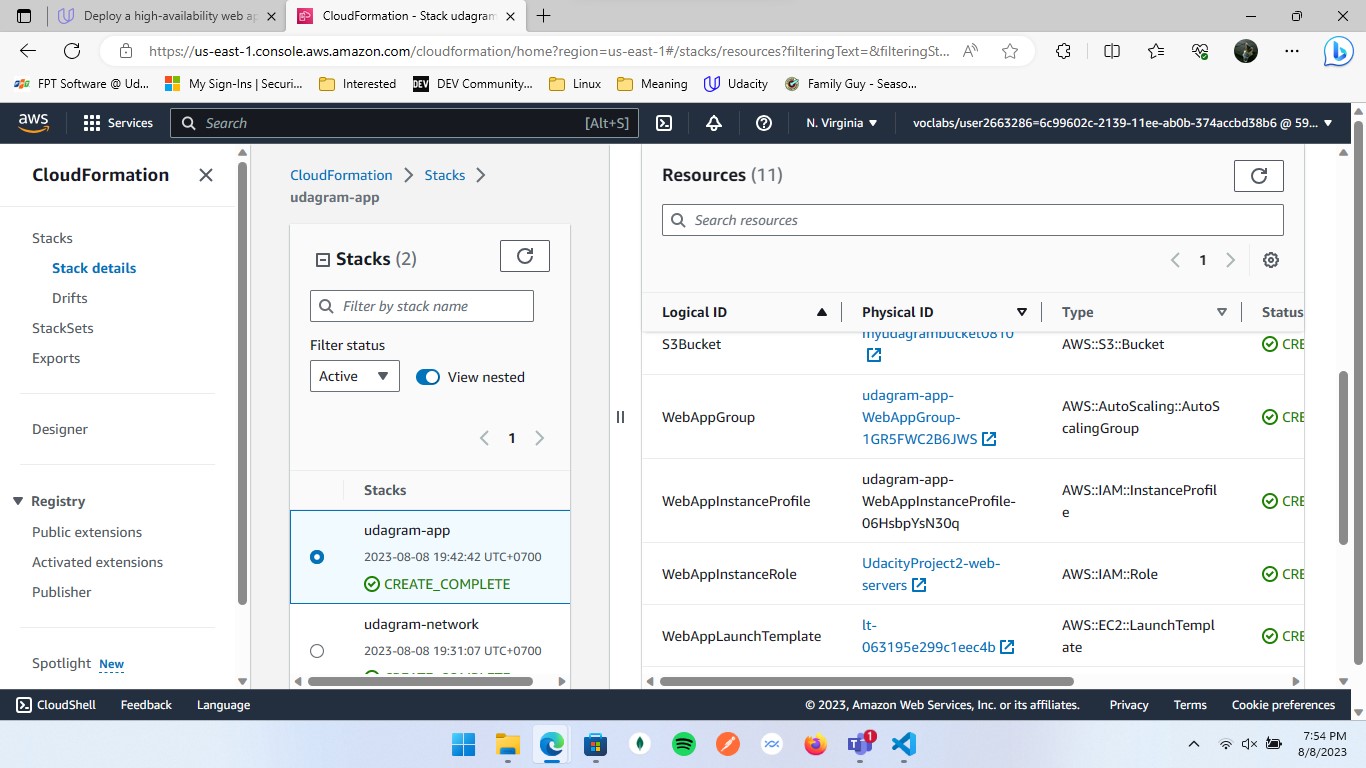 Deploy a high-availability web ap
CloudFormation - Stack udagram
https://us-east-1.console.aws.amazon.com/cloudformation/home?region=us-east-1#/stacks/resources?filteringText=&filteringSt...
FPT Software @ Ud...
My Sign-Ins | Securi...
Interested
DEV
DEV Community...
Linux
Meaning
Udacity
Family Guy - Seaso...
aws
Services
Search
[Alt+S]
N. Virginia
voclabs/user2663286=6c99602c-2139-11ee-ab0b-374accbd38b6 @ 59...
CloudFormation
Stacks
Stack details
Drifts
StackSets
Exports
Designer
Registry
Public extensions
Activated extensions
Publisher
Spotlight New
CloudFormation
Stacks
udagram-app
Stacks (2)
Filter by stack name
Filter status
Active
View nested
1
Stacks
udagram-app
2023-08-08 19:42:42 UTC+0700
CREATE_COMPLETE
udagram-network
2023-08-08 19:31:07 UTC+0700
CREATE_COMPLETE
Resources (11)
Search resources
1
Logical ID
Physical ID
Type
Status
S3Bucket
myudagrambucket0810
AWS::S3::Bucket
CRE
WebAppGroup
udagram-app-
WebAppGroup-
1GR5FWC2B6JWS
AWS::AutoScaling::AutoS
calingGroup
CRE
WebAppInstanceProfile
udagram-app-
WebAppInstanceProfile-
06HsbpYsN30q
AWS::IAM::InstanceProfil
e
CRE
WebAppInstanceRole
UdacityProject2-web-
servers
AWS::IAM::Role
CRE
WebAppLaunchTemplate
lt-
063195e299c1eec4b
AWS::EC2::LaunchTempl
ate
CRE
CloudShell
Feedback
Language
© 2023, Amazon Web Services, Inc. or its affiliates.
Privacy
Terms
Cookie preferences
1
7:54 PM
8/8/2023